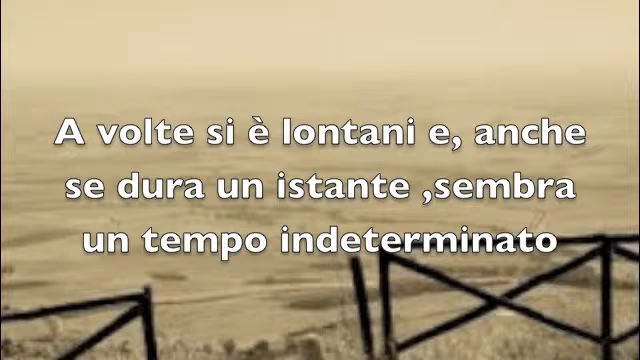 A volte si è lontani e, anche
se dura un istante ,sembra
un tempo indeterminato